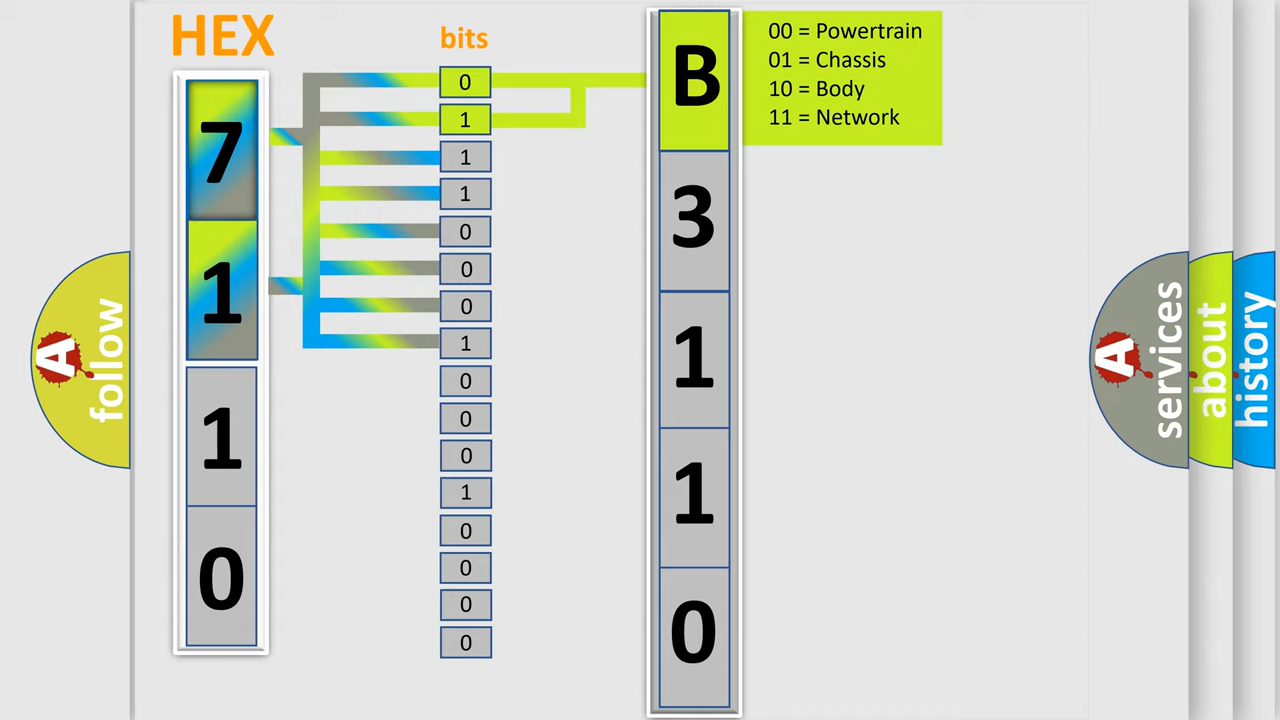 HEX
bits
7
1
1
0
0
1
1
1
0
0
0
1
0
0
0
1
0
0
0
0
B
3
1
1
0
00 = Powertrain
01 = Chassis
10 = Body
11 = Network
A
follow
A
services
about
history